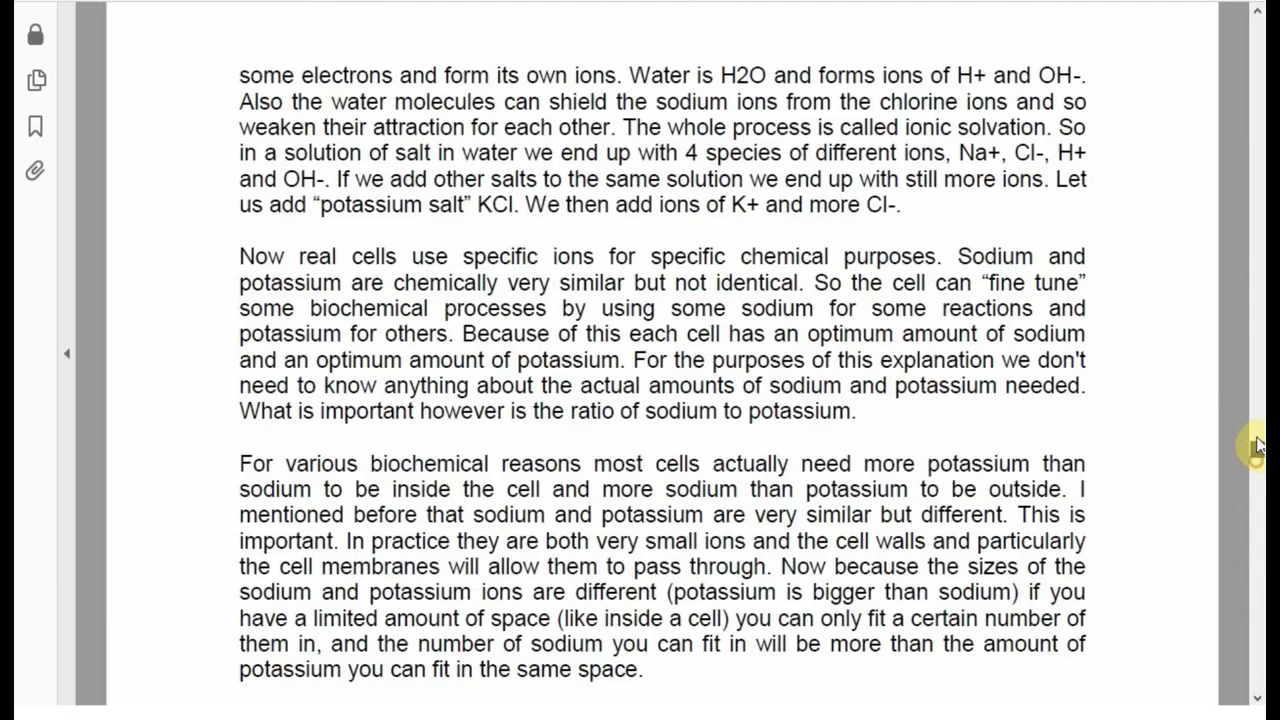 some electrons and form its own ions. Water is H2O and forms ions of H+ and OH-.
Also the water molecules can shield the sodium ions from the chlorine ions and so
weaken their attraction for each other. The whole process is called ionic solvation. So
in a solution of salt in water we end up with 4 species of different ions, Na+, Cl-, H+
and OH-. If we add other salts to the same solution we end up with still more ions. Let
us add “potassium salt” KCl. We then add ions of K+ and more Cl-.
Now real cells use specific ions for specific chemical purposes. Sodium and
potassium are chemically very similar but not identical. So the cell can “fine tune”
some biochemical processes by using some sodium for some reactions and
potassium for others. Because of this each cell has an optimum amount of sodium
and an optimum amount of potassium. For the purposes of this explanation we don't
need to know anything about the actual amounts of sodium and potassium needed.
What is important however is the ratio of sodium to potassium.
For various biochemical reasons most cells actually need more potassium than
sodium to be inside the cell and more sodium than potassium to be outside. I
mentioned before that sodium and potassium are very similar but different. This is
important. In practice they are both very small ions and the cell walls and particularly
the cell membranes will allow them to pass through. Now because the sizes of the
sodium and potassium ions are different (potassium is bigger than sodium) if you
have a limited amount of space (like inside a cell) you can only fit a certain number of
them in, and the number of sodium you can fit in will be more than the amount of
potassium you can fit in the same space.